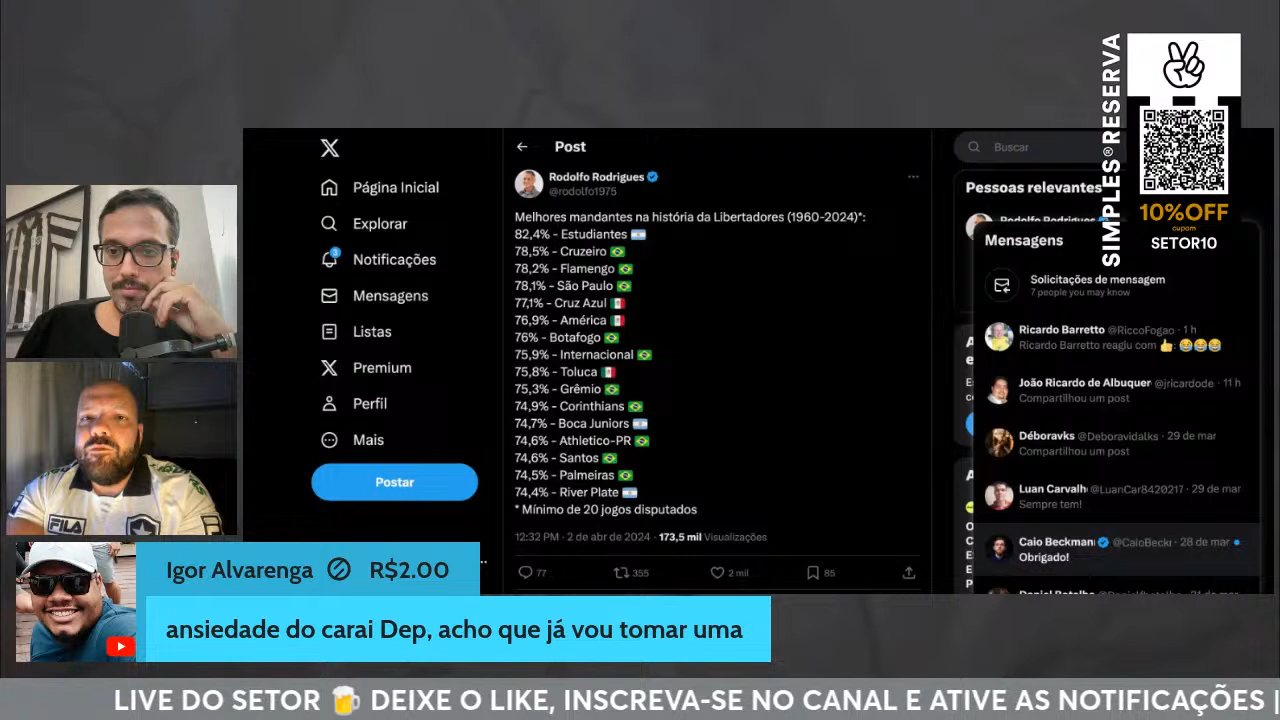 SIMPLES®RESERVA
10%OFF
cupom
SETOR10
Página Inicial
Explorar
3
Notificações
Mensagens
Listas
Premium
Perfil
Mais
Postar
Post
Rodolfo Rodrigues
@rodolfo1975
Melhores mandantes na história da Libertadores (1960-2024)*:
82,4% - Estudiantes
78,5% - Cruzeiro
78,2% - Flamengo
78,1% - São Paulo
77,1% - Cruz Azul
76,9% - América
76% - Botafogo
75,9% - Internacional
75,8% - Toluca
75,3% - Grêmio
74,9% - Corinthians
74,7% - Boca Juniors
74,6% - Athletico-PR
74,6% - Santos
74,5% - Palmeiras
74,4% - River Plate
* Mínimo de 20 jogos disputados
12:32 PM · 2 de abr de 2024 · 173,5 mil Visualizações
77 355 2 mil 85
Buscar
Pessoas relevantes
Rodolfo Rodrigues
Mensagens
Solicitações de mensagem
7 people you may know
Ricardo Barretto @RiccoFogao · 1 h
Ricardo Barretto reagiu com 👍: 😂😂😂
João Ricardo de Albuquer @jricardode · 11 h
Compartilhou um post
Déboravks @Deboravidalks · 29 de mar
Compartilhou um post
Luan Carvalh @LuanCar8420217 · 29 de mar
Sempre tem!
Caio Beckman @CaioBeck · 28 de mar
Obrigado!
FILA
Igor Alvarenga R$2.00
ansiedade do carai Dep, acho que já vou tomar uma
LIVE DO SETOR 🍺 DEIXE O LIKE, INSCREVA-SE NO CANAL E ATIVE AS NOTIFICAÇÕES |